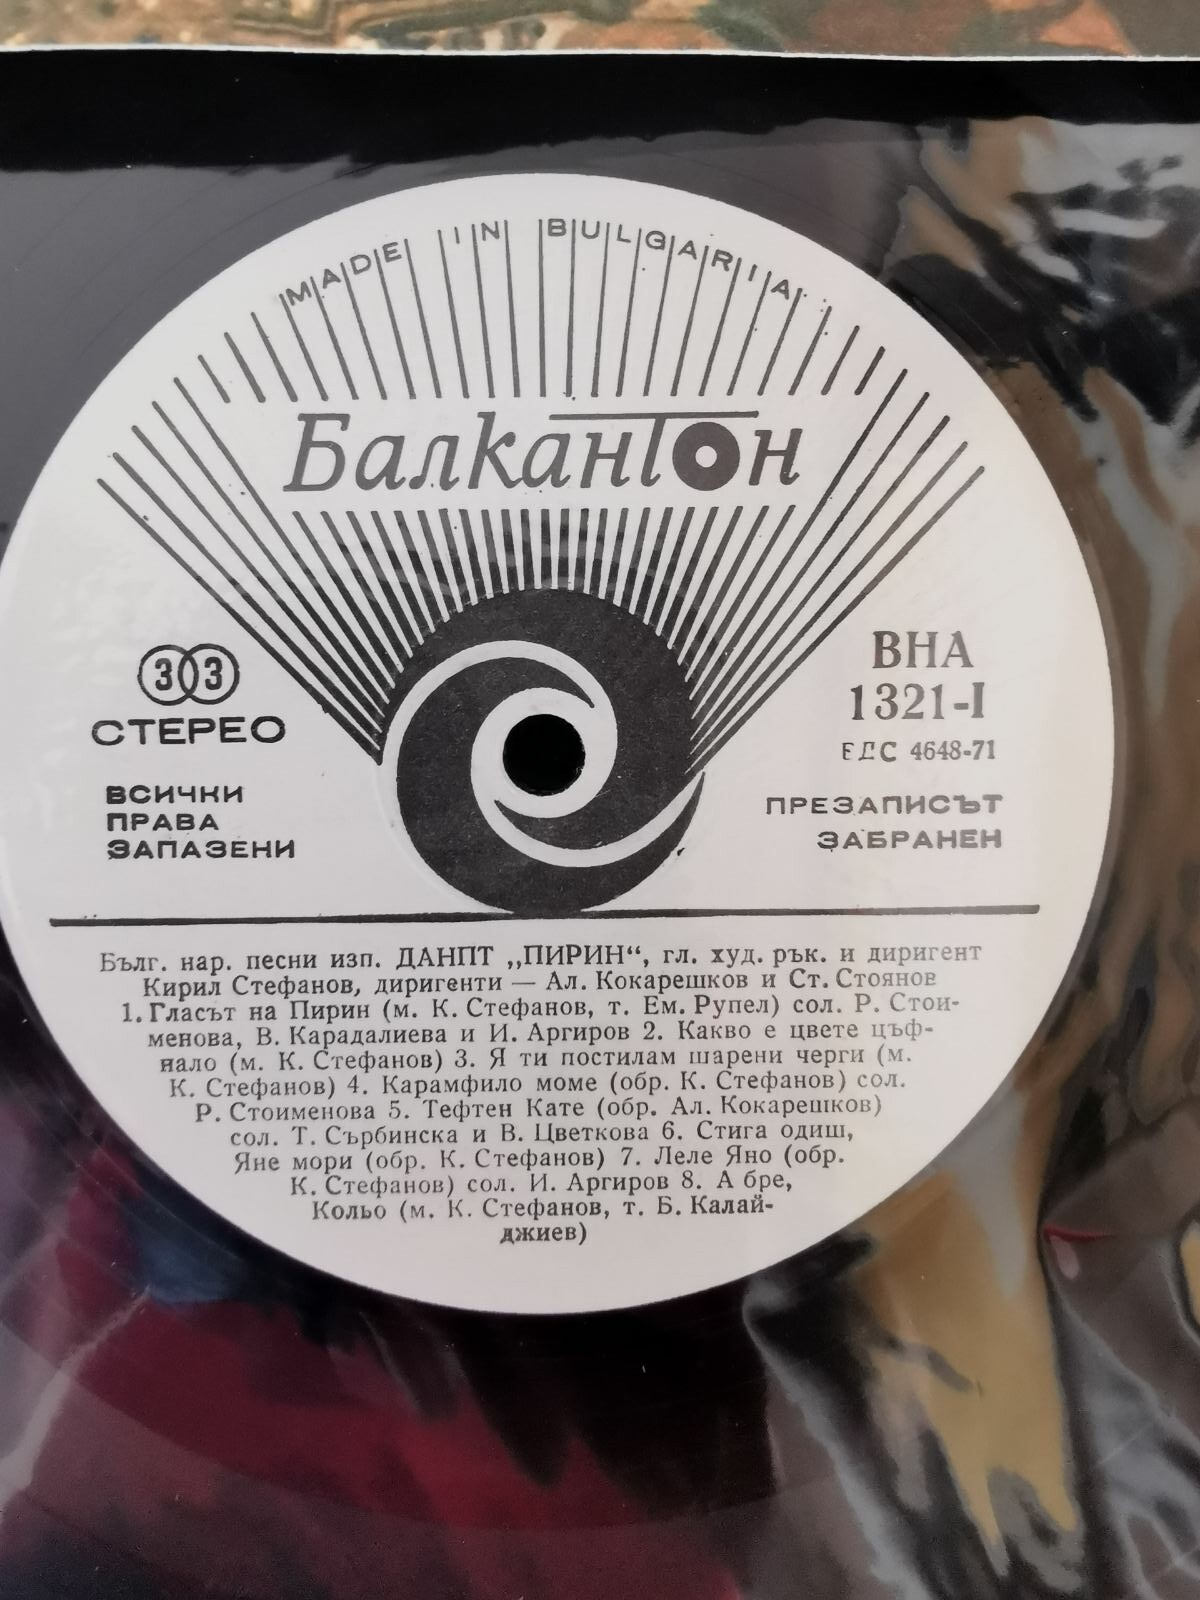 MADE IN BULGARIA
Балкантон
33
СТЕРЕО
ВСИЧКИ
ПРАВА
ЗАПАЗЕНИ
ВНА
1321-I
БДС 4648-71
ПРЕЗАПИСЪТ
ЗАБРАНЕН
Бълг. нар. песни изп. ДАНПТ „ПИРИН“, гл. худ. рък. и диригент
Кирил Стефанов, диригенти — Ал. Кокарешков и Ст. Стоянов
1. Гласът на Пирин (м. К. Стефанов, т. Ем. Рупел) сол. Р. Стои-
менова, В. Карадалиева и И. Аргиров 2. Какво е цвете цъф-
нало (м. К. Стефанов) 3. Я ти постилам шарени черги (м.
К. Стефанов) 4. Карамфило моме (обр. К. Стефанов) сол.
Р. Стоименова 5. Тефтен Кате (обр. Ал. Кокарешков)
сол. Т. Сърбинска и В. Цветкова 6. Стига одиш,
Яне мори (обр. К. Стефанов) 7. Леле Яно (обр.
К. Стефанов) сол. И. Аргиров 8. А бре,
Кольо (м. К. Стефанов, т. Б. Калай-
джиев)